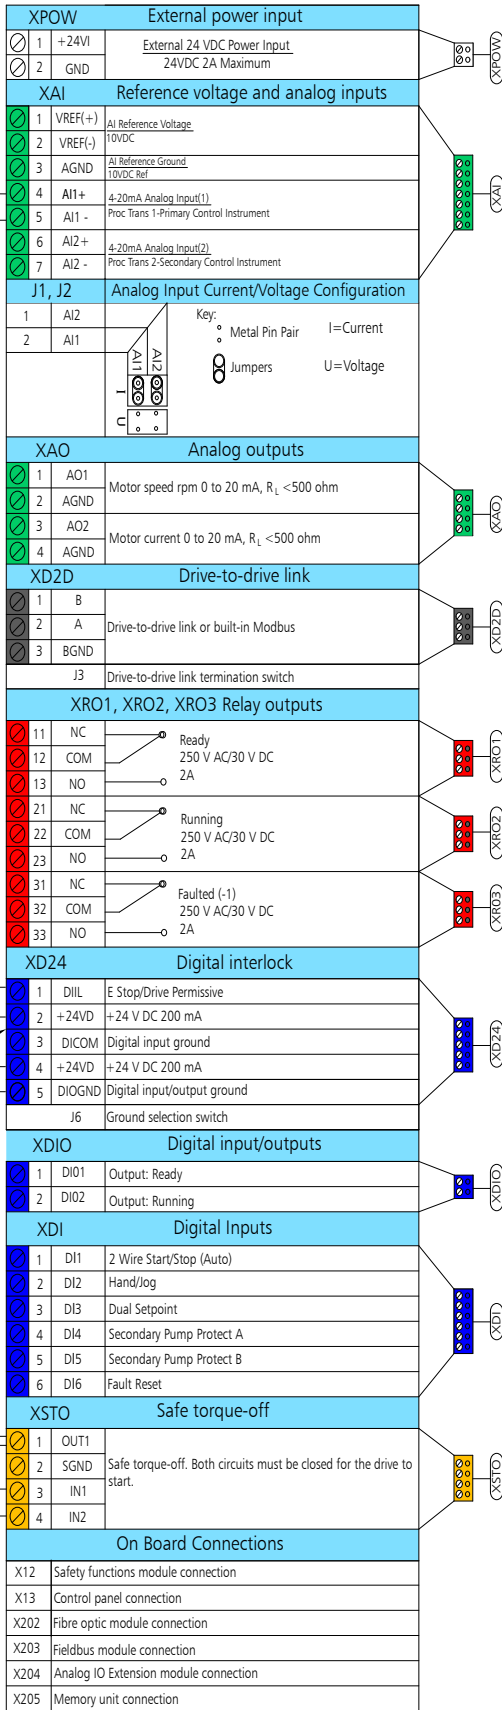 XPOW External power input
1 +24VI External 24 VDC Power Input
2 GND 24VDC 2A Maximum
XPOW
XAI Reference voltage and analog inputs
1 VREF(+) AI Reference Voltage
2 VREF(-) 10VDC
3 AGND AI Reference Ground
10VDC Ref
4 AI1+ 4-20mA Analog Input(1)
5 AI1 - Proc Trans 1-Primary Control Instrument
6 AI2+ 4-20mA Analog Input(2)
7 AI2 - Proc Trans 2-Secondary Control Instrument
XAI
J1, J2 Analog Input Current/Voltage Configuration
1 AI2
2 AI1
AI1
AI2
I
U
Key:
Metal Pin Pair I=Current
Jumpers U=Voltage
XAO Analog outputs
1 AO1 Motor speed rpm 0 to 20 mA, RL <500 ohm
2 AGND
3 AO2 Motor current 0 to 20 mA, RL <500 ohm
4 AGND
XAO
XD2D Drive-to-drive link
1 B
2 A Drive-to-drive link or built-in Modbus
3 BGND
J3 Drive-to-drive link termination switch
XD2D
XRO1, XRO2, XRO3 Relay outputs
11 NC Ready
12 COM 250 V AC/30 V DC
13 NO 2A
XRO1
21 NC Running
22 COM 250 V AC/30 V DC
23 NO 2A
XRO2
31 NC Faulted (-1)
32 COM 250 V AC/30 V DC
33 NO 2A
XR03
XD24 Digital interlock
1 DIIL E Stop/Drive Permissive
2 +24VD +24 V DC 200 mA
3 DICOM Digital input ground
4 +24VD +24 V DC 200 mA
5 DIOGND Digital input/output ground
J6 Ground selection switch
XD24
XDIO Digital input/outputs
1 DI01 Output: Ready
2 DI02 Output: Running
XDIO
XDI Digital Inputs
1 DI1 2 Wire Start/Stop (Auto)
2 DI2 Hand/Jog
3 DI3 Dual Setpoint
4 DI4 Secondary Pump Protect A
5 DI5 Secondary Pump Protect B
6 DI6 Fault Reset
XDI
XSTO Safe torque-off
1 OUT1
2 SGND Safe torque-off. Both circuits must be closed for the drive to
3 IN1 start.
4 IN2
XSTO
On Board Connections
X12 Safety functions module connection
X13 Control panel connection
X202 Fibre optic module connection
X203 Fieldbus module connection
X204 Analog IO Extension module connection
X205 Memory unit connection